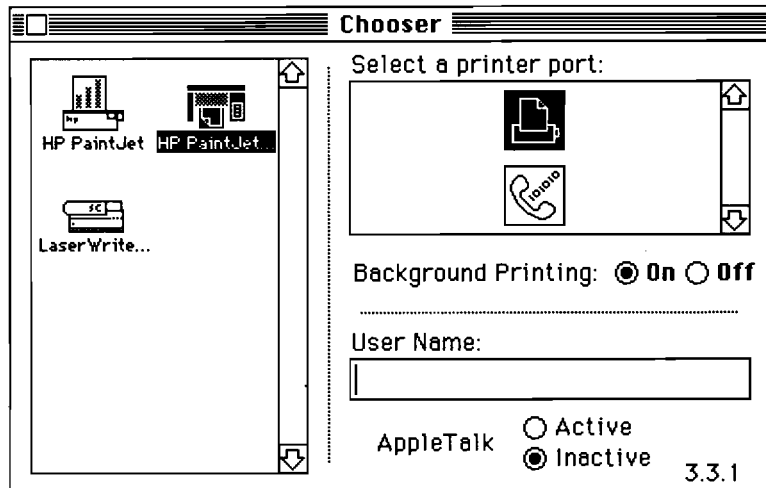 Chooser
HP PaintJet
HP PaintJet...
LaserWrite...
Select a printer port:
Background Printing: On Off
User Name:
AppleTalk
Active
Inactive
3.3.1